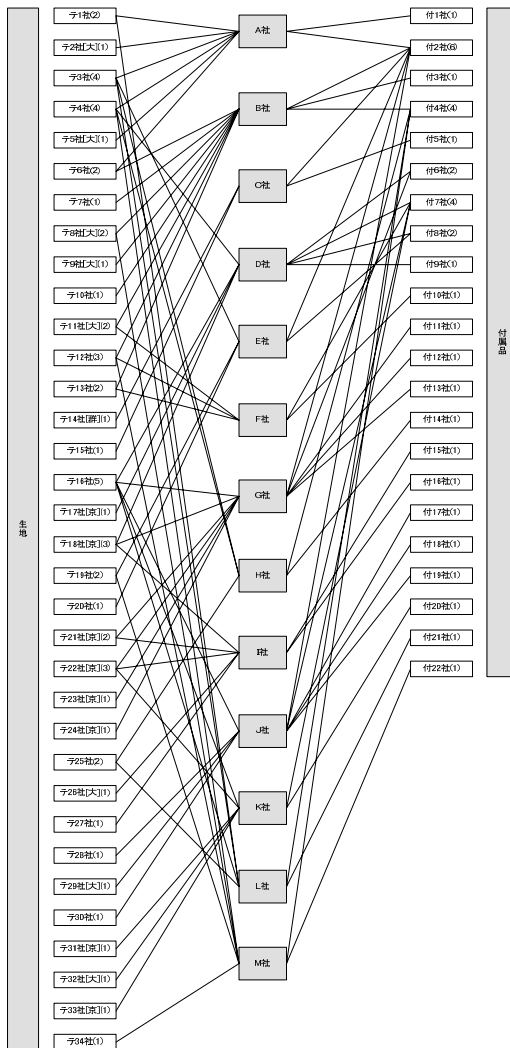 生地
テ1社(2)
テ2社[大](1)
テ3社(4)
テ4社(4)
テ5社[大](1)
テ6社(2)
テ7社(1)
テ8社[大](2)
テ9社[大](1)
テ10社(1)
テ11社[大](2)
テ12社(3)
テ13社(2)
テ14社[群](1)
テ15社(1)
テ16社(5)
テ17社[京](1)
テ18社[京](3)
テ19社(2)
テ20社(1)
テ21社[京](2)
テ22社[京](3)
テ23社[京](1)
テ24社[京](1)
テ25社(2)
テ26社[大](1)
テ27社(1)
テ28社(1)
テ29社[大](1)
テ30社(1)
テ31社[京](1)
テ32社[大](1)
テ33社[京](1)
テ34社(1)
A社
B社
C社
D社
E社
F社
G社
H社
I社
J社
K社
L社
M社
付1社(1)
付2社(6)
付3社(1)
付4社(4)
付5社(1)
付6社(2)
付7社(4)
付8社(2)
付9社(1)
付10社(1)
付11社(1)
付12社(1)
付13社(1)
付14社(1)
付15社(1)
付16社(1)
付17社(1)
付18社(1)
付19社(1)
付20社(1)
付21社(1)
付22社(1)
付属品